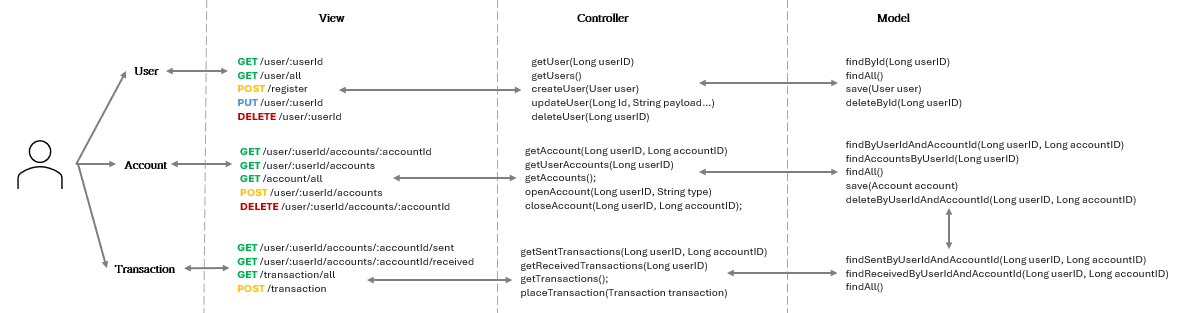 View
Controller
Model
User
GET /user/:userId
GET /user/all
POST /register
PUT /user/:userId
DELETE /user/:userId
getUser(Long userID)
getUsers()
createUser(User user)
updateUser(Long Id, String payload...)
deleteUser(Long userID)
findById(Long userID)
findAll()
save(User user)
deleteById(Long userID)
Account
GET /user/:userId/accounts/:accountId
GET /user/:userId/accounts
GET /account/all
POST /user/:userId/accounts
DELETE /user/:userId/accounts/:accountId
getAccount(Long userID, Long accountID)
getUserAccounts(Long userID)
getAccounts();
openAccount(Long userID, String type)
closeAccount(Long userID, Long accountID);
findByUserIdAndAccountId(Long userID, Long accountID)
findAccountsByUserId(Long userID)
findAll()
save(Account account)
deleteByUserIdAndAccountId(Long userID, Long accountID)
Transaction
GET /user/:userId/accounts/:accountId/sent
GET /user/:userId/accounts/:accountId/received
GET /transaction/all
POST /transaction
getSentTransactions(Long userID, Long accountID)
getReceivedTransactions(Long userID)
getTransactions();
placeTransaction(Transaction transaction)
findSentByUserIdAndAccountId(Long userID, Long accountID)
findReceivedByUserIdAndAccountId(Long userID, Long accountID)
findAll()